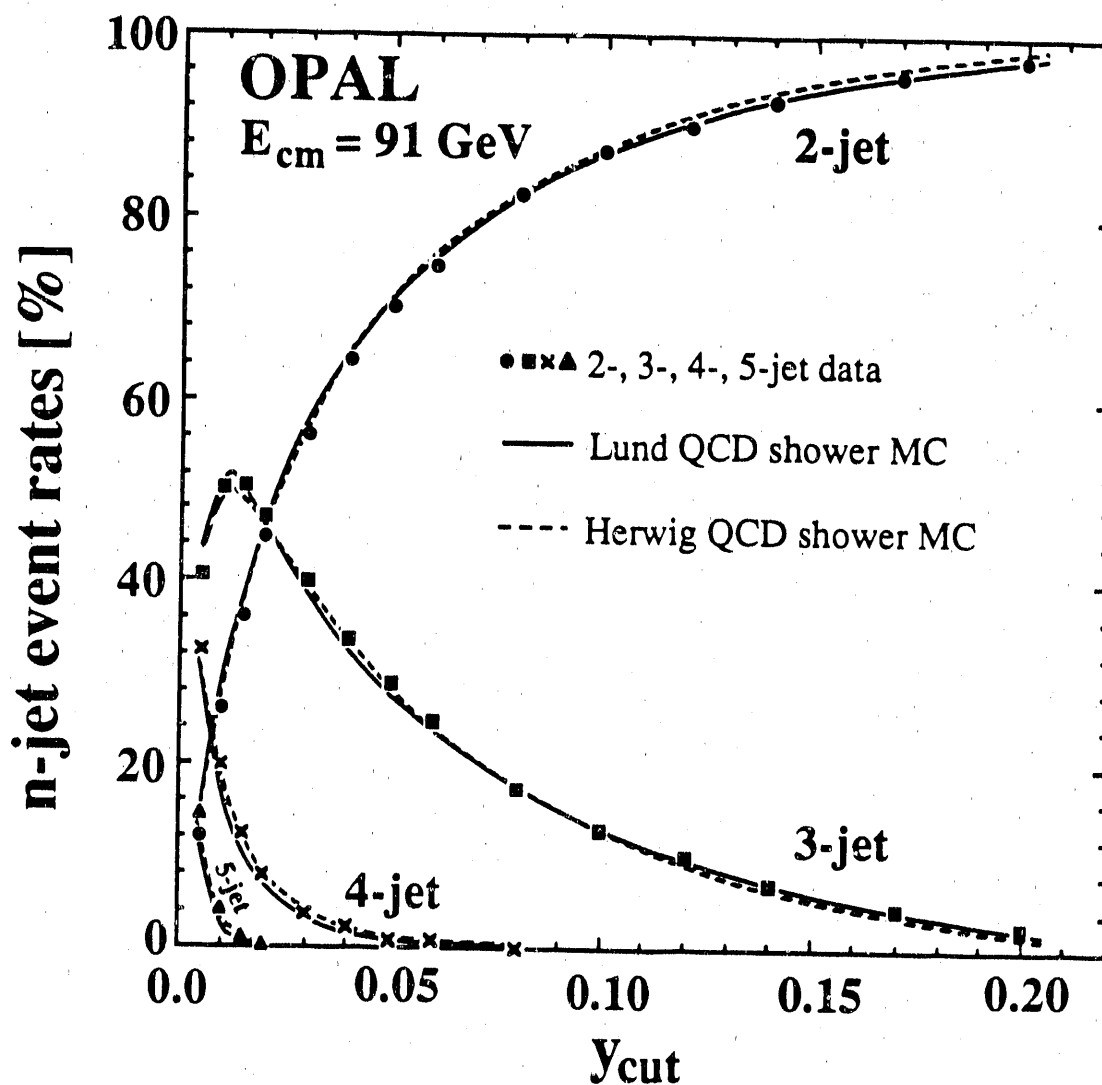 OPAL
E_cm = 91 GeV
2-jet
●■×▲ 2-, 3-, 4-, 5-jet data
Lund QCD shower MC
Herwig QCD shower MC
5-jet
4-jet
3-jet
n-jet event rates [%]
100
80
60
40
20
0
0.0 0.05 0.10 0.15 0.20
y_cut